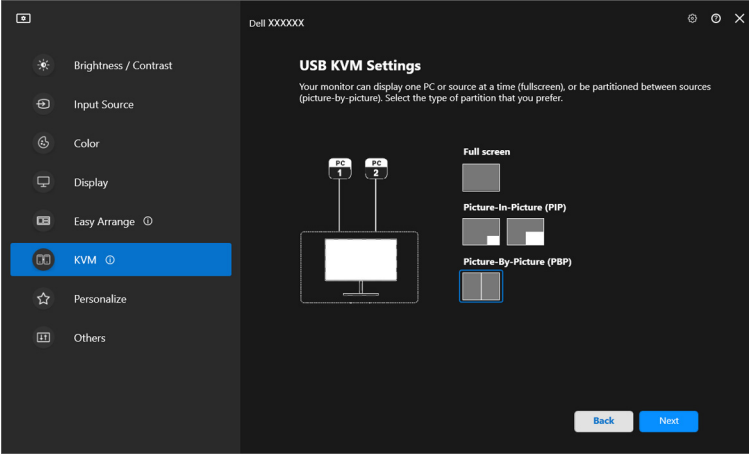 Dell XXXXXX
Brightness / Contrast
Input Source
Color
Display
Easy Arrange
KVM
Personalize
Others
USB KVM Settings
Your monitor can display one PC or source at a time (fullscreen), or be partitioned between sources
(picture-by-picture). Select the type of partition that you prefer.
PC
1
PC
2
Full screen
Picture-In-Picture (PIP)
Picture-By-Picture (PBP)
Back
Next